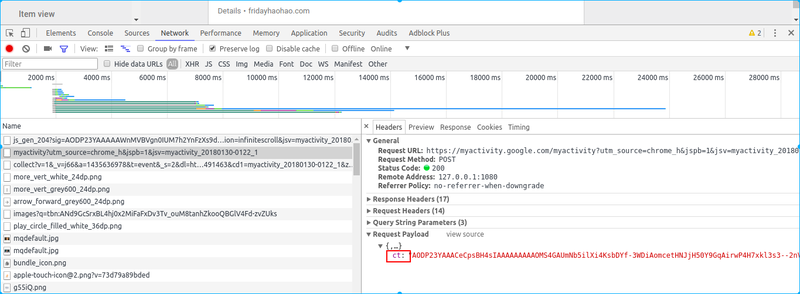 Item view
Details • fridayhaohao.com
Elements Console Sources Network Performance Memory Application Security Audits Adblock Plus 2
View: Group by frame Preserve log Disable cache Offline Online
Filter Hide data URLs All XHR JS CSS Img Media Font Doc WS Manifest Other
2000 ms 4000 ms 6000 ms 8000 ms 10000 ms 12000 ms 14000 ms 16000 ms 18000 ms 20000 ms 22000 ms 24000 ms 26000 ms 28000 ms
Name
js_gen_204?sig=AODP23YAAAAAWnMVBVgn0IUM7h2YnFzXs9d…ion=infinitescroll&jsv=myactivity_20180
myactivity?utm_source=chrome_h&jspb=1&jsv=myactivity_20180130-0122_1
collect?v=1&_v=j66&a=1435636978&t=event&_s=2&dl=ht…491463&cd1=myactivity_20180130-0122_1&z
more_vert_white_24dp.png
more_vert_grey600_24dp.png
arrow_forward_grey600_24dp.png
images?q=tbn:ANd9GcSrxBL4hj0x2MiFaFxDv3Tv_ouM8tanhZkooQBGlV4Fd-zvZUks
play_circle_filled_white_36dp.png
mqdefault.jpg
mqdefault.jpg
bundle_icon.png
apple-touch-icon@2.png?v=73d79a89bded
g55iQ.png
Headers Preview Response Cookies Timing
General
Request URL: https://myactivity.google.com/myactivity?utm_source=chrome_h&jspb=1&jsv=myactivity_20180
Request Method: POST
Status Code: 200
Remote Address: 127.0.0.1:1080
Referrer Policy: no-referrer-when-downgrade
Response Headers (17)
Request Headers (14)
Query String Parameters (3)
Request Payload view source
{,…}
ct: "AODP23YAAACeCpsBH4sIAAAAAAAAAOMS4GAUmNb5ilXi4KsbDYf-3WDiAomcetHNJjH50Y9GqAirwP4H7xkl3s3--2nV